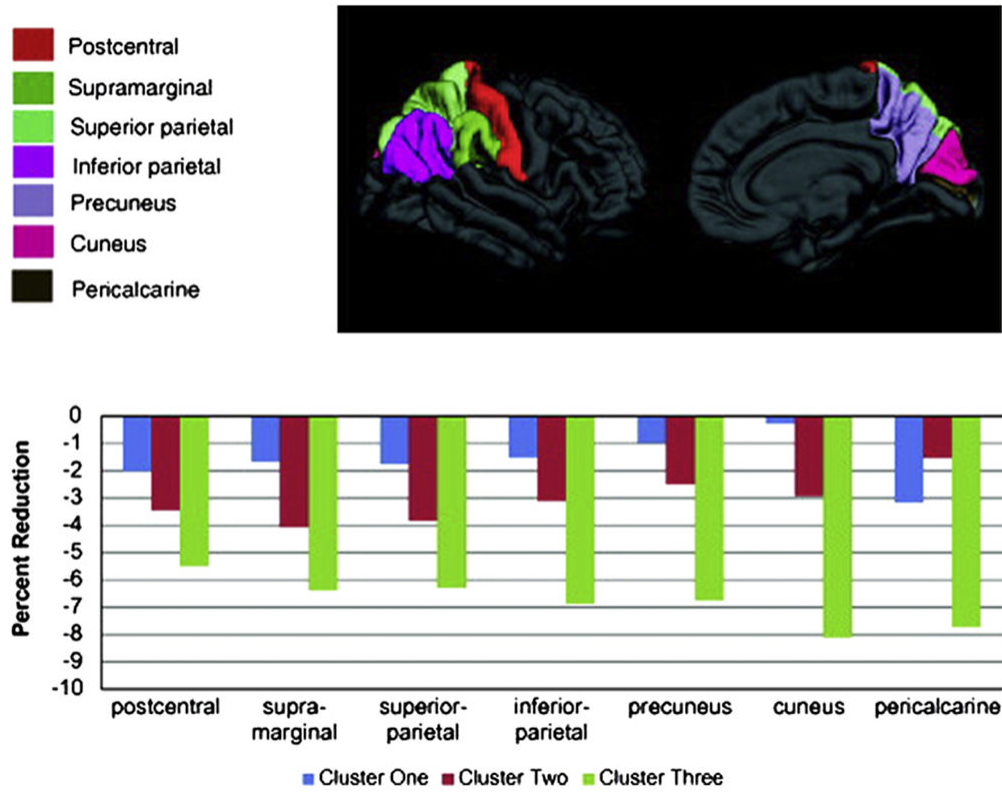 Postcentral
Supramarginal
Superior parietal
Inferior parietal
Precuneus
Cuneus
Pericalcarine
Percent Reduction
0
-1
-2
-3
-4
-5
-6
-7
-8
-9
-10
postcentral
supra-
marginal
superior-
parietal
inferior-
parietal
precuneus
cuneus
pericalcarine
Cluster One
Cluster Two
Cluster Three